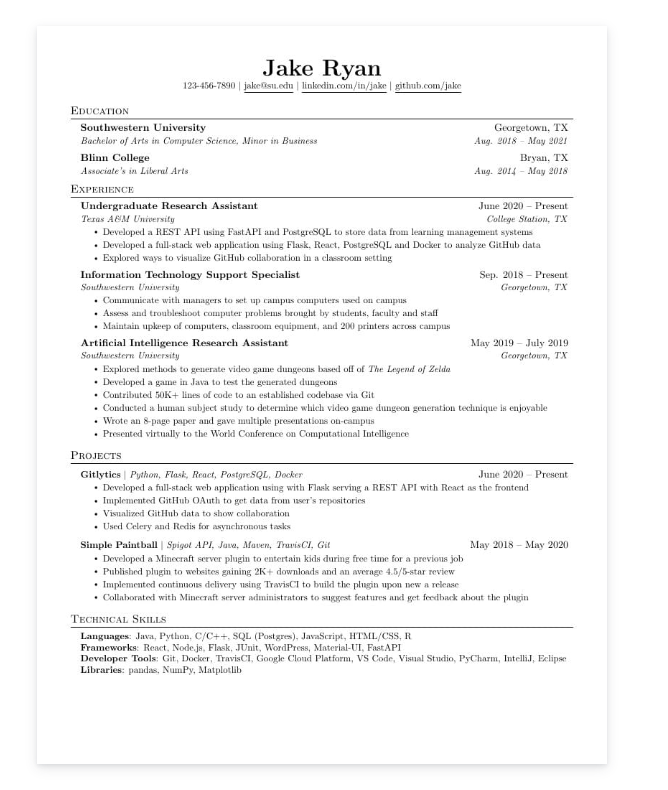 Jake Ryan
123-456-7890 | jake@su.edu | linkedin.com/in/jake | github.com/jake
Education
Southwestern University Georgetown, TX
Bachelor of Arts in Computer Science, Minor in Business Aug. 2018 – May 2021
Blinn College Bryan, TX
Associate's in Liberal Arts Aug. 2014 – May 2018
Experience
Undergraduate Research Assistant June 2020 – Present
Texas A&M University College Station, TX
• Developed a REST API using FastAPI and PostgreSQL to store data from learning management systems
• Developed a full-stack web application using Flask, React, PostgreSQL and Docker to analyze GitHub data
• Explored ways to visualize GitHub collaboration in a classroom setting
Information Technology Support Specialist Sep. 2018 – Present
Southwestern University Georgetown, TX
• Communicate with managers to set up campus computers used on campus
• Assess and troubleshoot computer problems brought by students, faculty and staff
• Maintain upkeep of computers, classroom equipment, and 200 printers across campus
Artificial Intelligence Research Assistant May 2019 – July 2019
Southwestern University Georgetown, TX
• Explored methods to generate video game dungeons based off of The Legend of Zelda
• Developed a game in Java to test the generated dungeons
• Contributed 50K+ lines of code to an established codebase via Git
• Conducted a human subject study to determine which video game dungeon generation technique is enjoyable
• Wrote an 8-page paper and gave multiple presentations on-campus
• Presented virtually to the World Conference on Computational Intelligence
Projects
Gitlytics | Python, Flask, React, PostgreSQL, Docker June 2020 – Present
• Developed a full-stack web application using with Flask serving a REST API with React as the frontend
• Implemented GitHub OAuth to get data from user's repositories
• Visualized GitHub data to show collaboration
• Used Celery and Redis for asynchronous tasks
Simple Paintball | Spigot API, Java, Maven, TravisCI, Git May 2018 – May 2020
• Developed a Minecraft server plugin to entertain kids during free time for a previous job
• Published plugin to websites gaining 2K+ downloads and an average 4.5/5-star review
• Implemented continuous delivery using TravisCI to build the plugin upon new a release
• Collaborated with Minecraft server administrators to suggest features and get feedback about the plugin
Technical Skills
Languages: Java, Python, C/C++, SQL (Postgres), JavaScript, HTML/CSS, R
Frameworks: React, Node.js, Flask, JUnit, WordPress, Material-UI, FastAPI
Developer Tools: Git, Docker, TravisCI, Google Cloud Platform, VS Code, Visual Studio, PyCharm, IntelliJ, Eclipse
Libraries: pandas, NumPy, Matplotlib